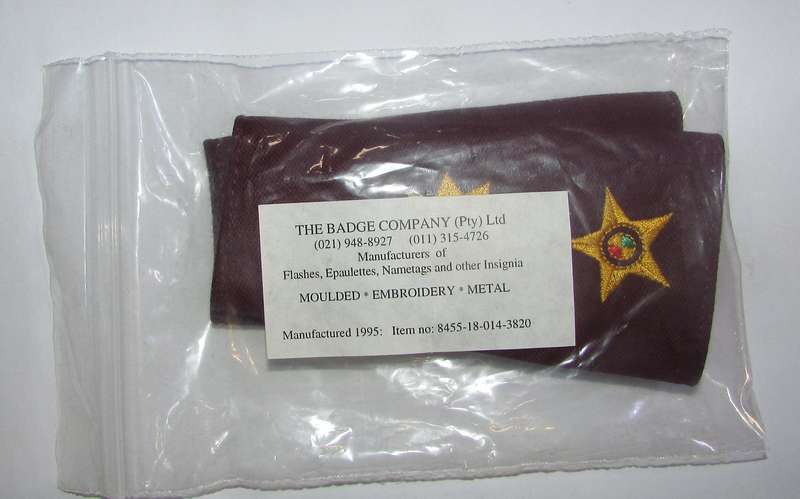 THE BADGE COMPANY (Pty) Ltd
(021) 948-8927 (011) 315-4726
Manufacturers of
Flashes, Epaulettes, Nametags and other Insignia
MOULDED * EMBROIDERY * METAL
Manufactured 1995: Item no: 8455-18-014-3820